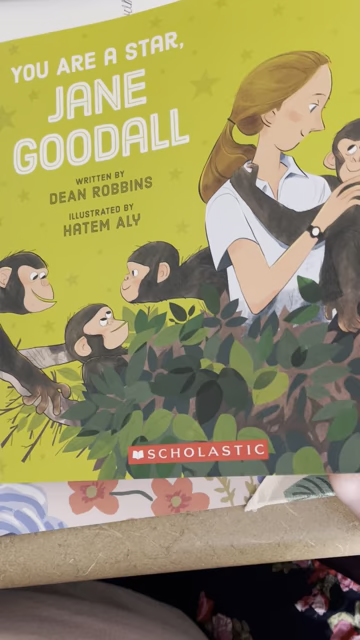 YOU ARE A STAR,
JANE
GOODALL
WRITTEN BY
DEAN ROBBINS
ILLUSTRATED BY
HATEM ALY
SCHOLASTIC